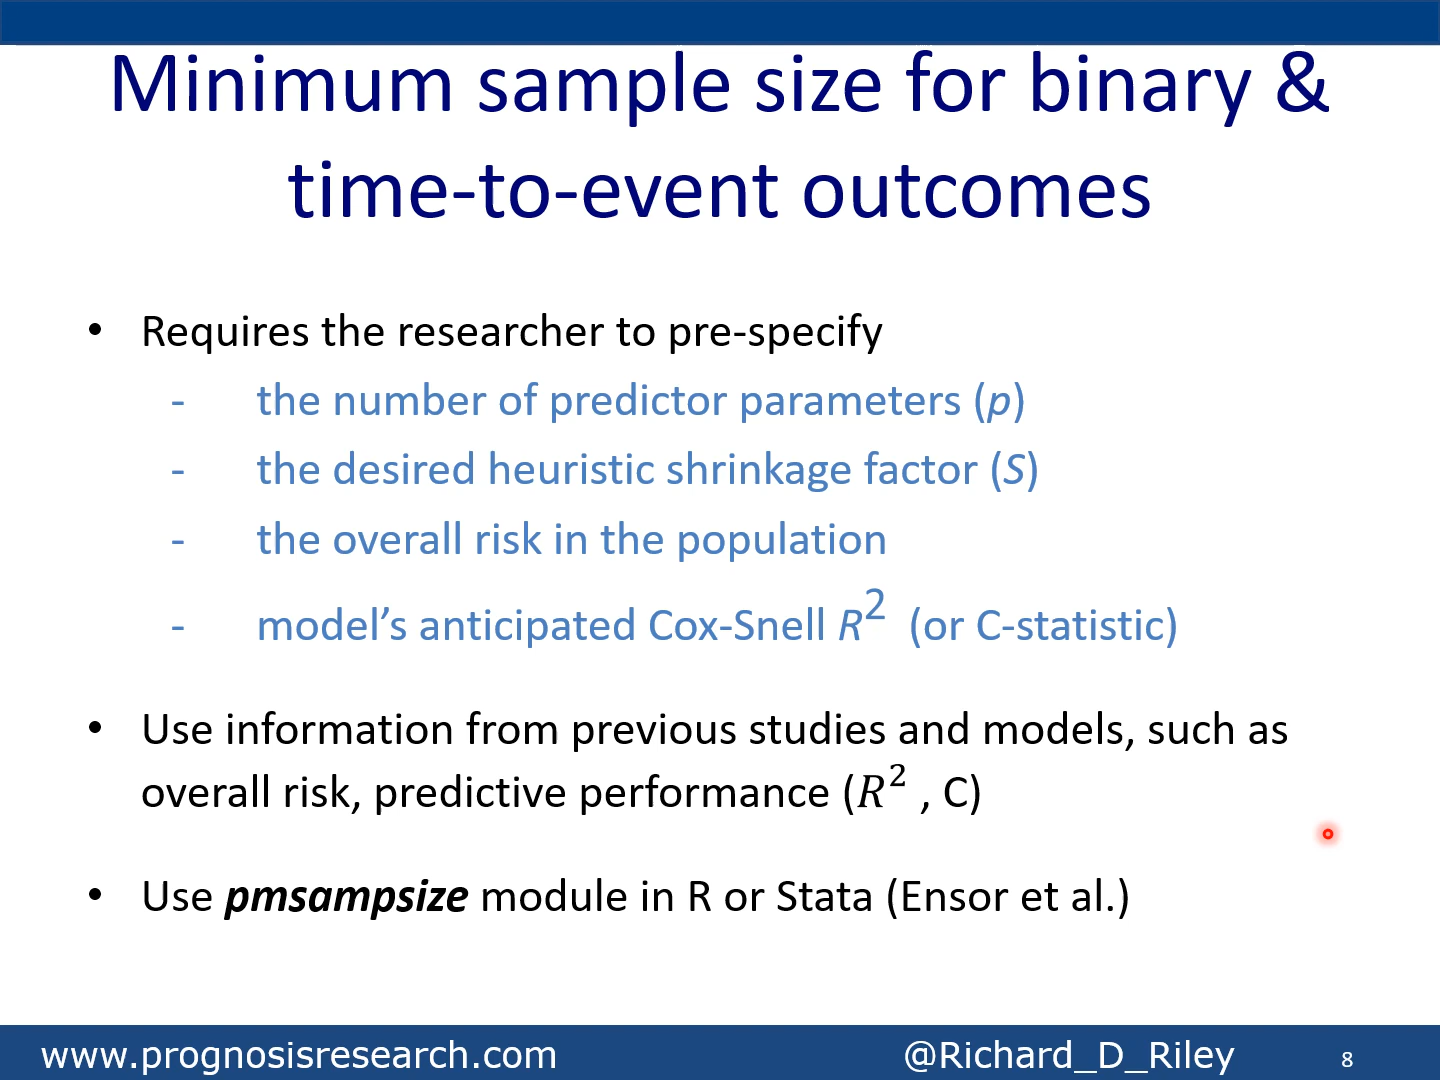 Minimum sample size for binary &
time-to-event outcomes
• Requires the researcher to pre-specify
- the number of predictor parameters (p)
- the desired heuristic shrinkage factor (S)
- the overall risk in the population
- model’s anticipated Cox-Snell R² (or C-statistic)
• Use information from previous studies and models, such as
overall risk, predictive performance (R² , C)
• Use pmsampsize module in R or Stata (Ensor et al.)
www.prognosisresearch.com @Richard_D_Riley 8